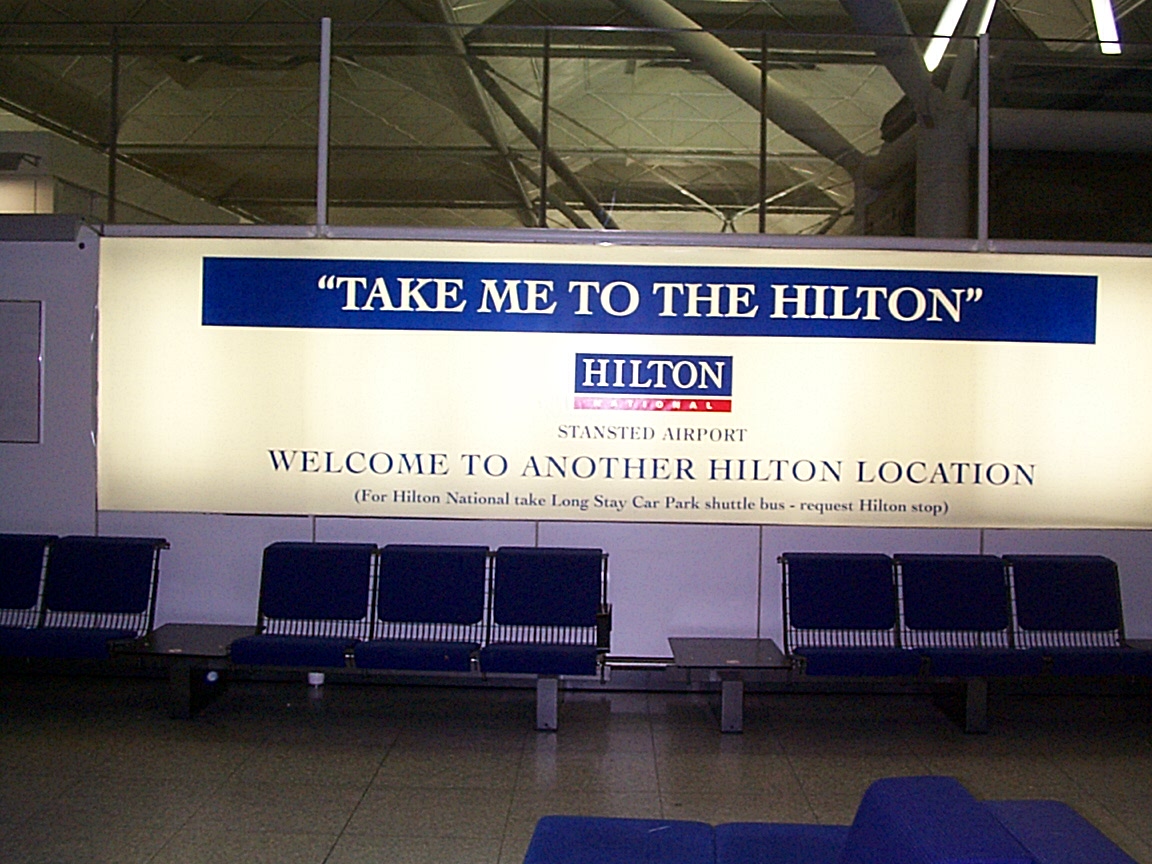 “TAKE ME TO THE HILTON”
HILTON
NATIONAL
STANSTED AIRPORT
WELCOME TO ANOTHER HILTON LOCATION
(For Hilton National take Long Stay Car Park shuttle bus - request Hilton stop)